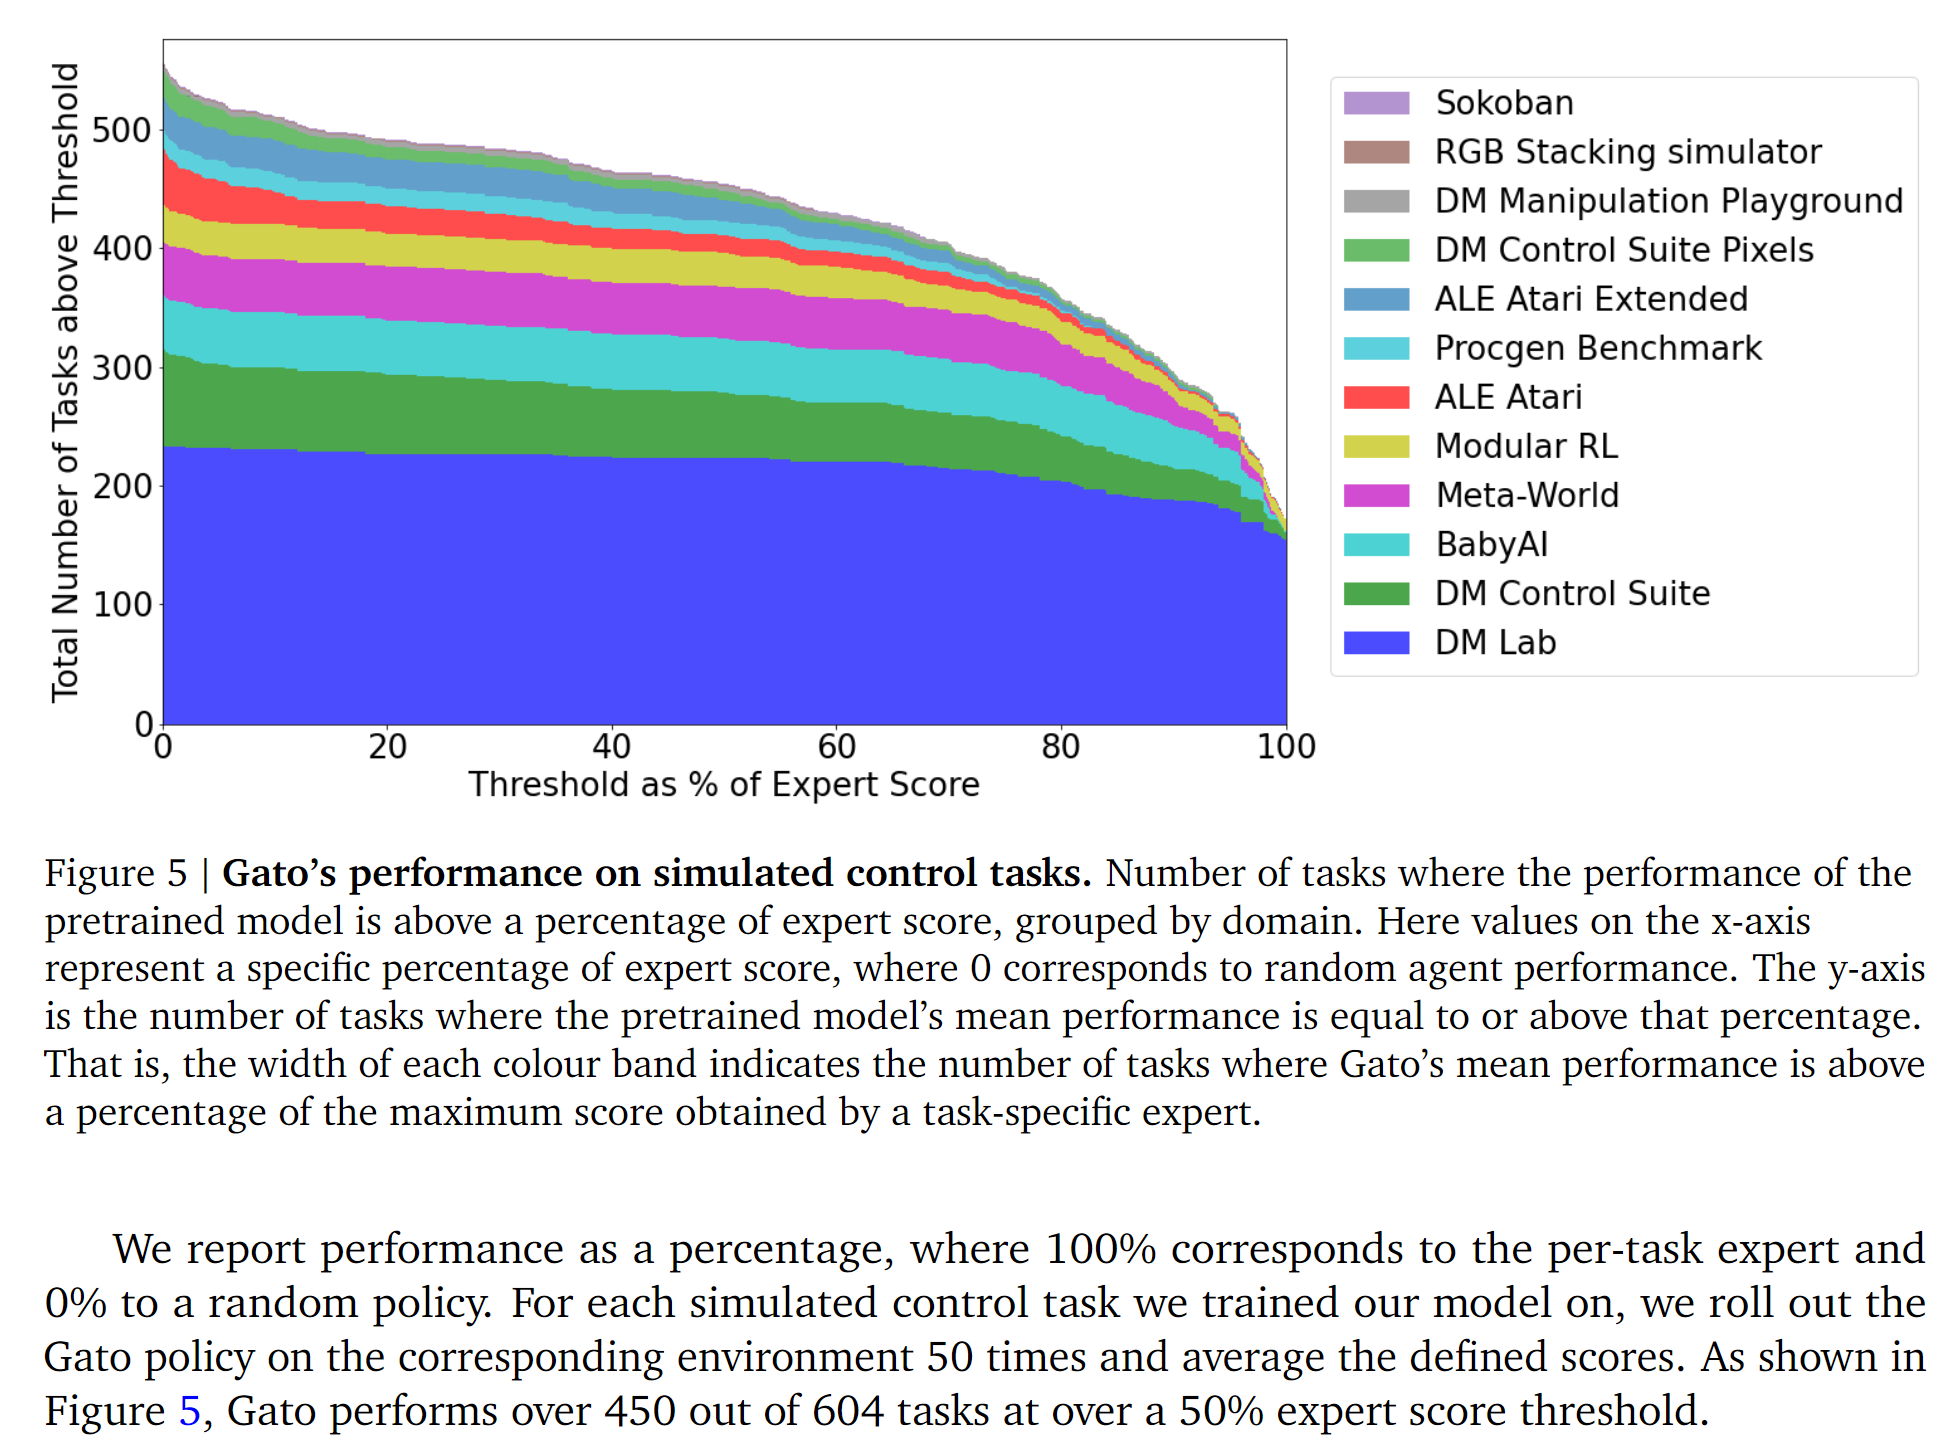 Total Number of Tasks above Threshold
500
400
300
200
100
0
0 20 40 60 80 100
Threshold as % of Expert Score
Sokoban
RGB Stacking simulator
DM Manipulation Playground
DM Control Suite Pixels
ALE Atari Extended
Procgen Benchmark
ALE Atari
Modular RL
Meta-World
BabyAI
DM Control Suite
DM Lab
Figure 5 | Gato’s performance on simulated control tasks. Number of tasks where the performance of the
pretrained model is above a percentage of expert score, grouped by domain. Here values on the x-axis
represent a specific percentage of expert score, where 0 corresponds to random agent performance. The y-axis
is the number of tasks where the pretrained model’s mean performance is equal to or above that percentage.
That is, the width of each colour band indicates the number of tasks where Gato’s mean performance is above
a percentage of the maximum score obtained by a task-specific expert.
We report performance as a percentage, where 100% corresponds to the per-task expert and
0% to a random policy. For each simulated control task we trained our model on, we roll out the
Gato policy on the corresponding environment 50 times and average the defined scores. As shown in
Figure 5, Gato performs over 450 out of 604 tasks at over a 50% expert score threshold.